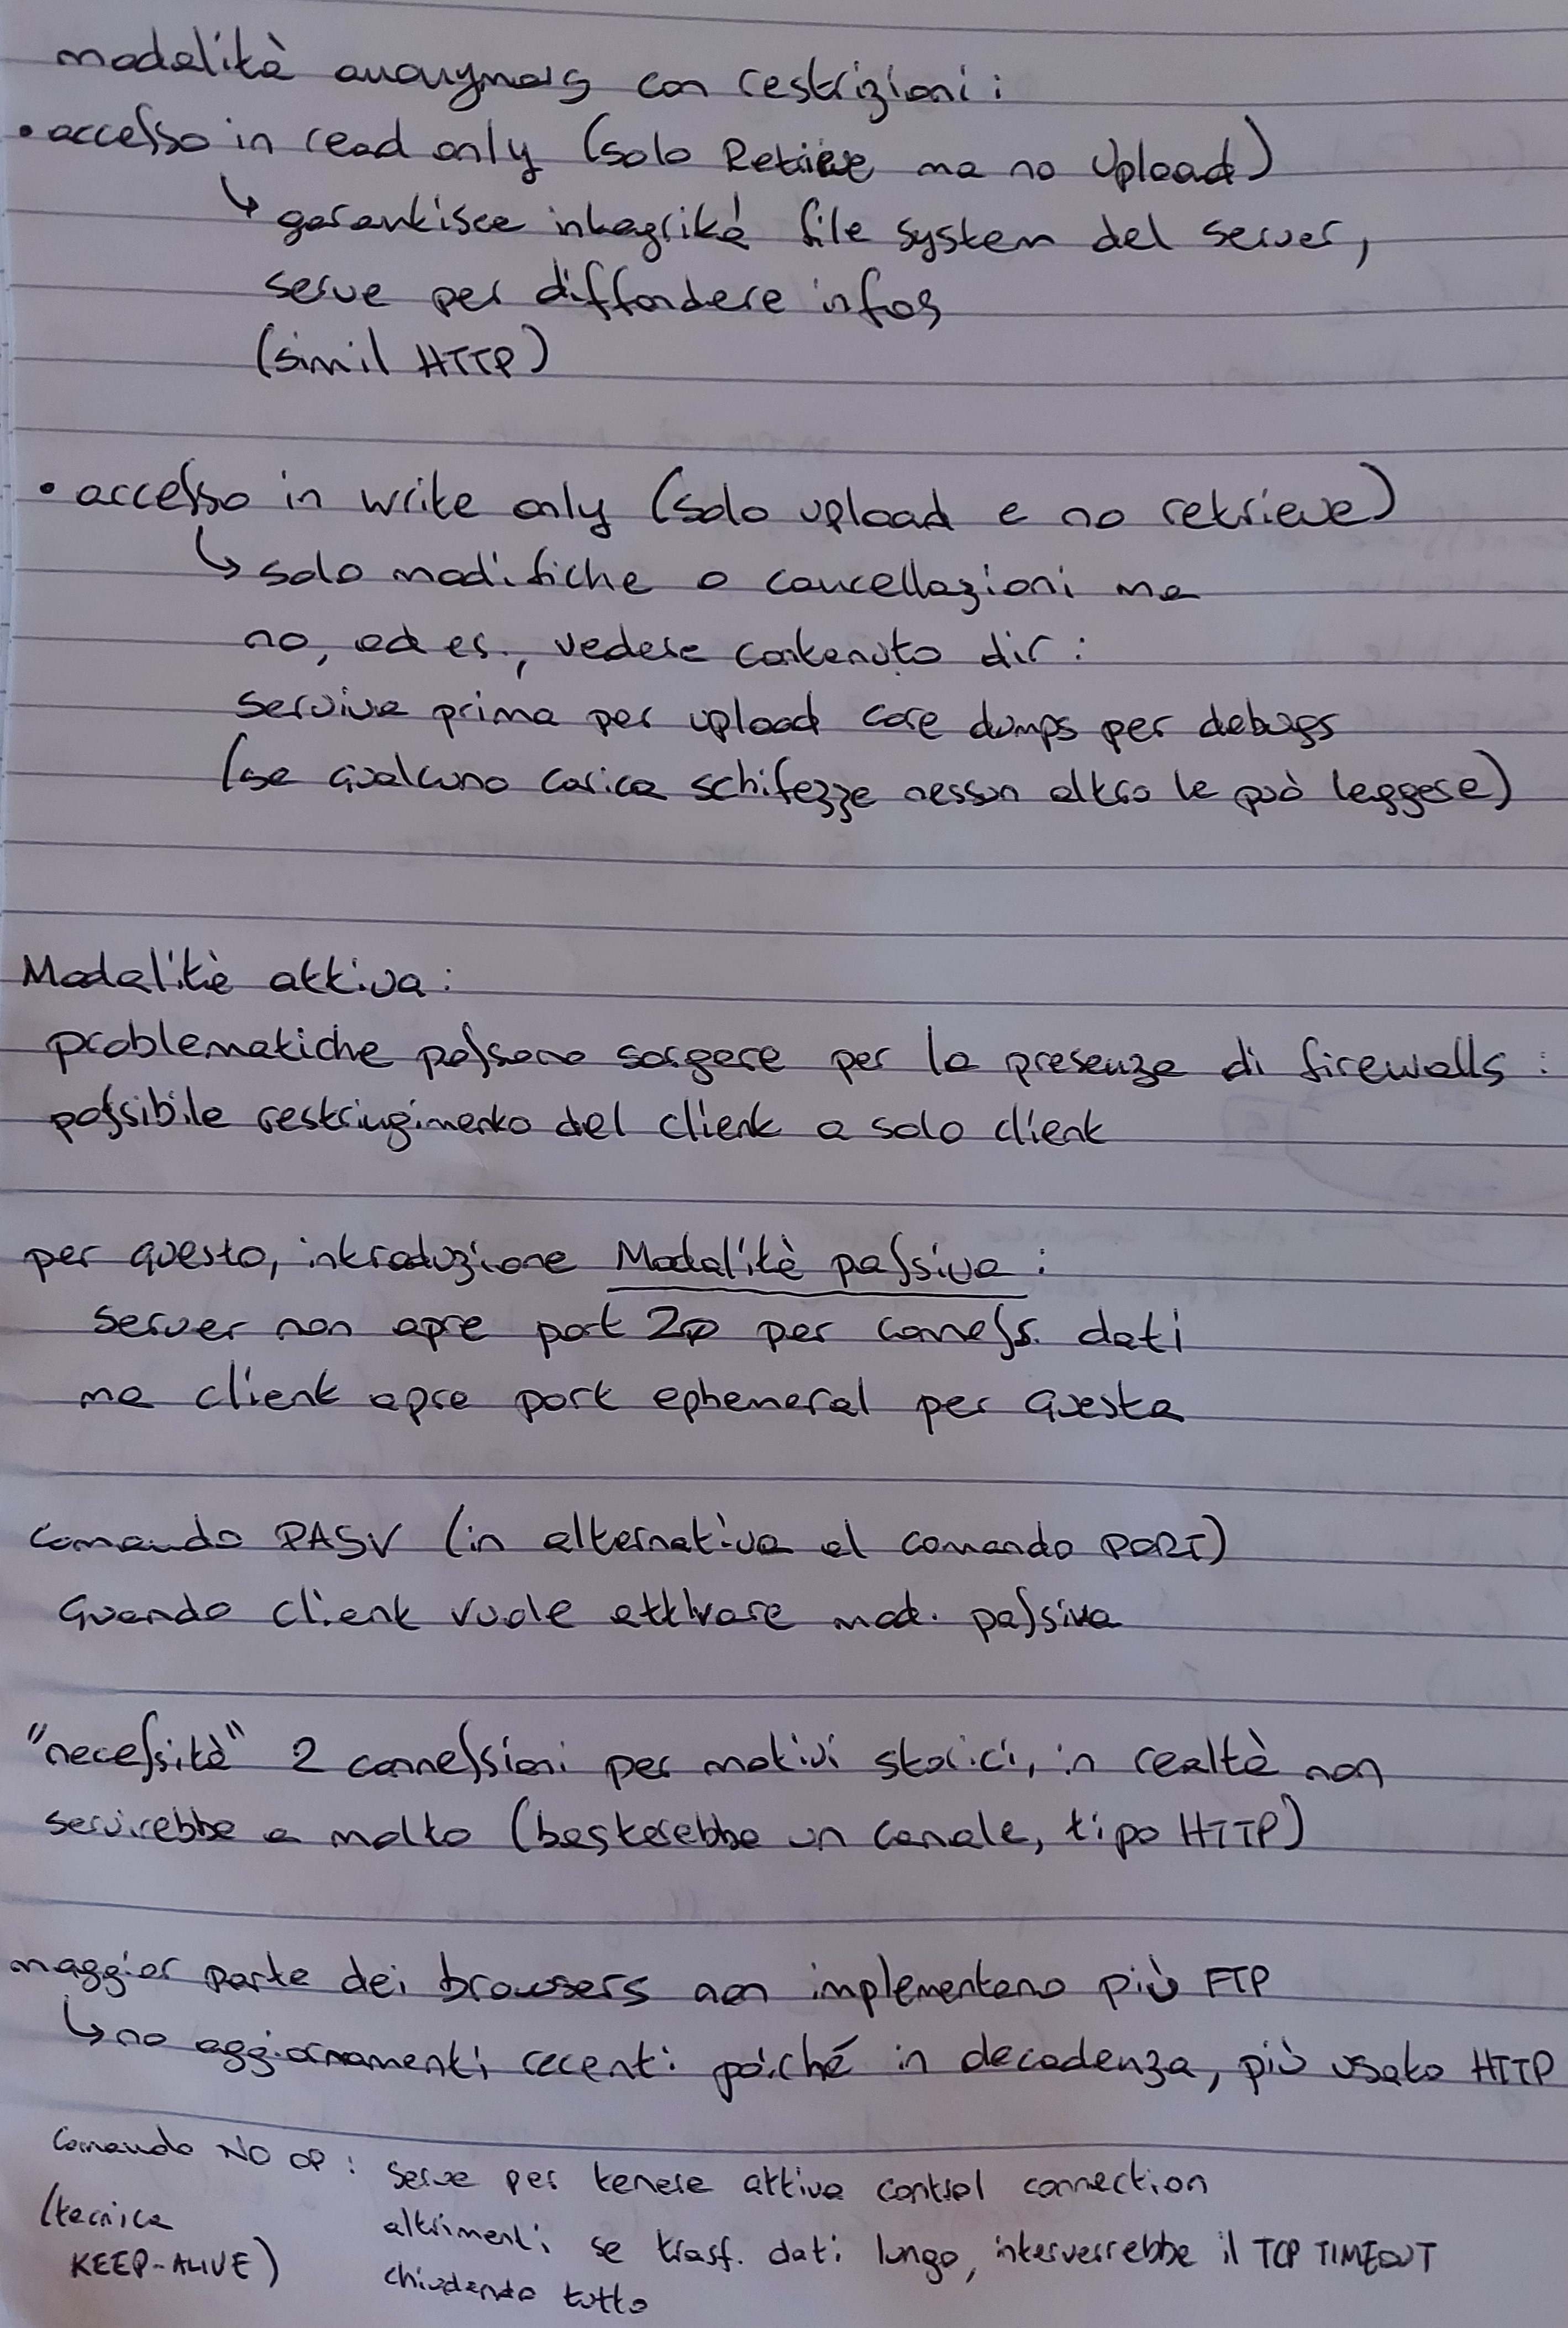 modalità anonymous con restrizioni:
• accesso in read only (solo Retrieve ma no Upload)
↳ garantisce integrità file system del server,
serve per diffondere infos
(simil HTTP)
• accesso in write only (solo upload e no retrieve)
↳ solo modifiche o cancellazioni ma
no, ad es., vedere contenuto dir:
serviva prima per upload core dumps per debugs
(se qualcuno carica schifezze nessun altro le può leggere)
Modalità attiva:
problematiche possono sorgere per la presenza di firewalls:
possibile restringimento del client a solo client
per questo, introduzione Modalità passiva:
server non apre port 20 per conness. dati
ma client apre port ephemeral per questa
comando PASV (in alternativa al comando PORT)
quando client vuole attivare mod. passiva
"necessità" 2 connessioni per motivi storici, in realtà non
servirebbe a molto (basterebbe un canale, tipo HTTP)
maggior parte dei browsers non implementano più FTP
↳ no aggiornamenti recenti poiché in decadenza, più usato HTTP
Comando NO OP: serve per tenere attiva control connection
(tecnica altrimenti se trasf. dati lungo, interverrebbe il TCP TIMEOUT
KEEP-ALIVE) chiudendo tutto